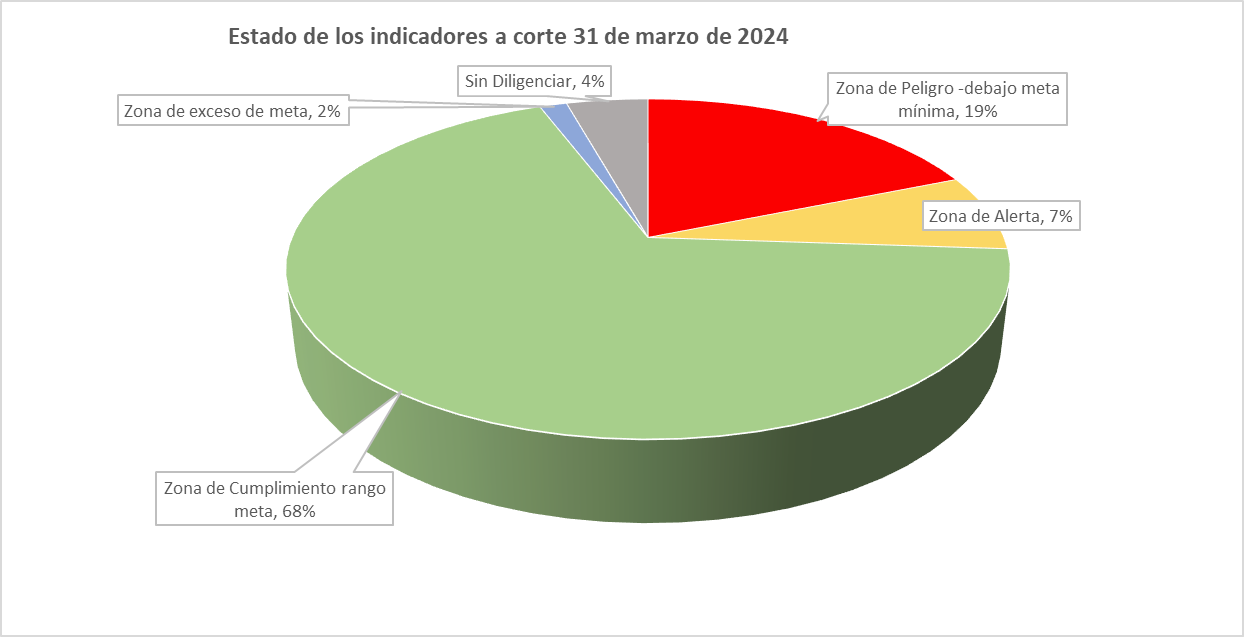 Estado de los indicadores a corte 31 de marzo de 2024
Sin Diligenciar, 4%
Zona de Peligro -debajo meta
mínima, 19%
Zona de exceso de meta, 2%
Zona de Alerta, 7%
Zona de Cumplimiento rango
meta, 68%